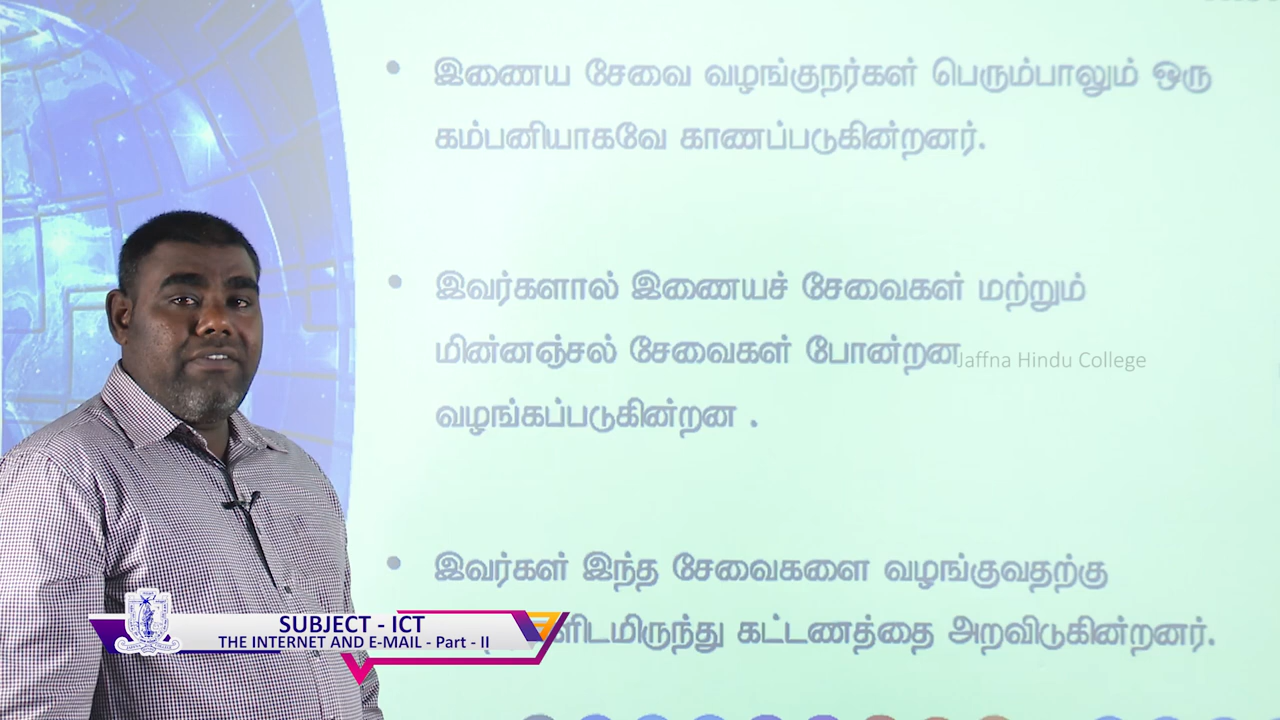 இணைய சேவை வழங்குநர்கள் பெரும்பாலும் ஒரு
கம்பனியாகவே காணப்படுகின்றனர்.
இவர்களால் இணையச் சேவைகள் மற்றும்
மின்னஞ்சல் சேவைகள் போன்றன
Jaffna Hindu College
வழங்கப்படுகின்றன .
இவர்கள் இந்த சேவைகளை வழங்குவதற்கு
கட்டணத்தை அறவிடுகின்றனர்.
SUBJECT - ICT
THE INTERNET AND E-MAIL - Part - II